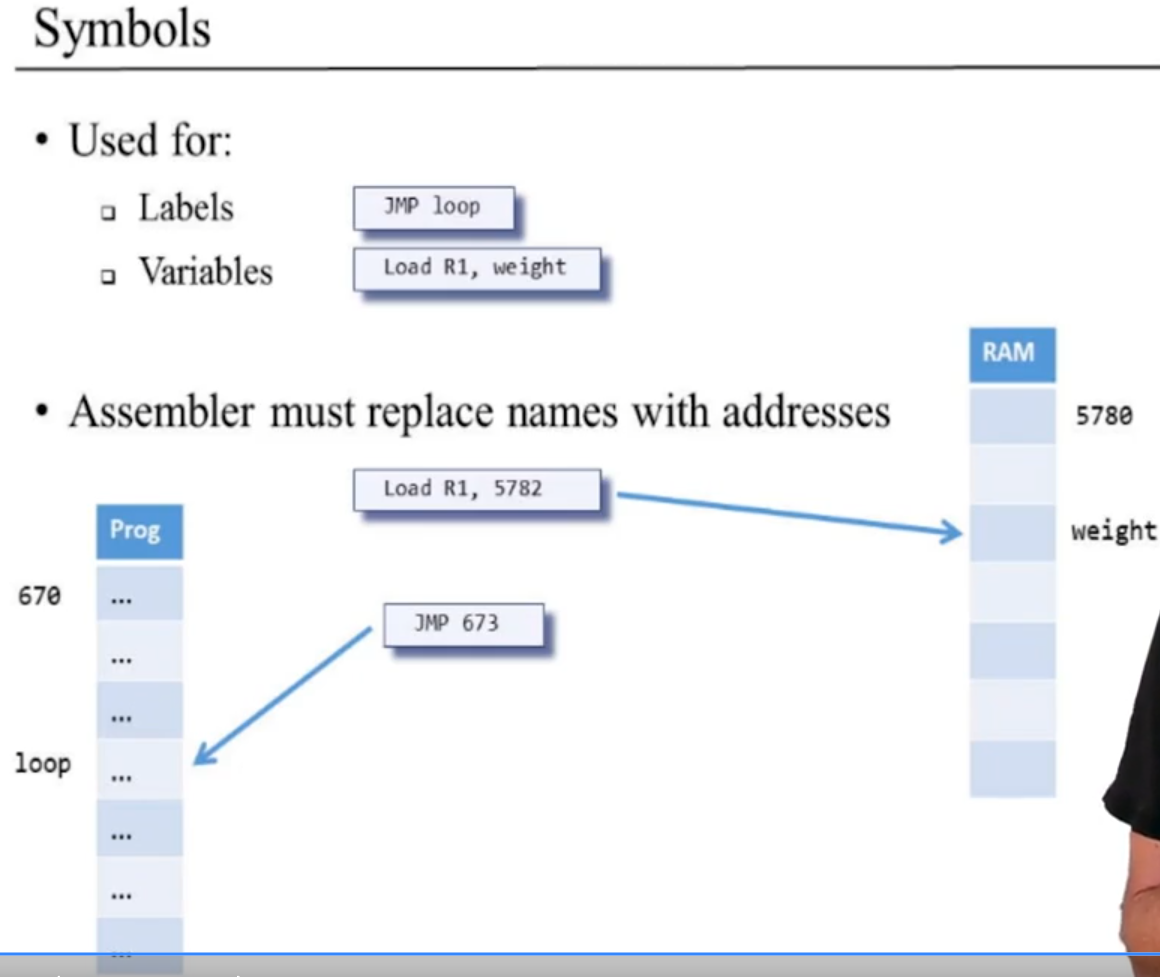 Symbols
• Used for:
❑ Labels
JMP loop
❑ Variables
Load R1, weight
• Assembler must replace names with addresses
Load R1, 5782
JMP 673
Prog
670
...
...
...
loop
...
...
...
...
RAM
5780
weight